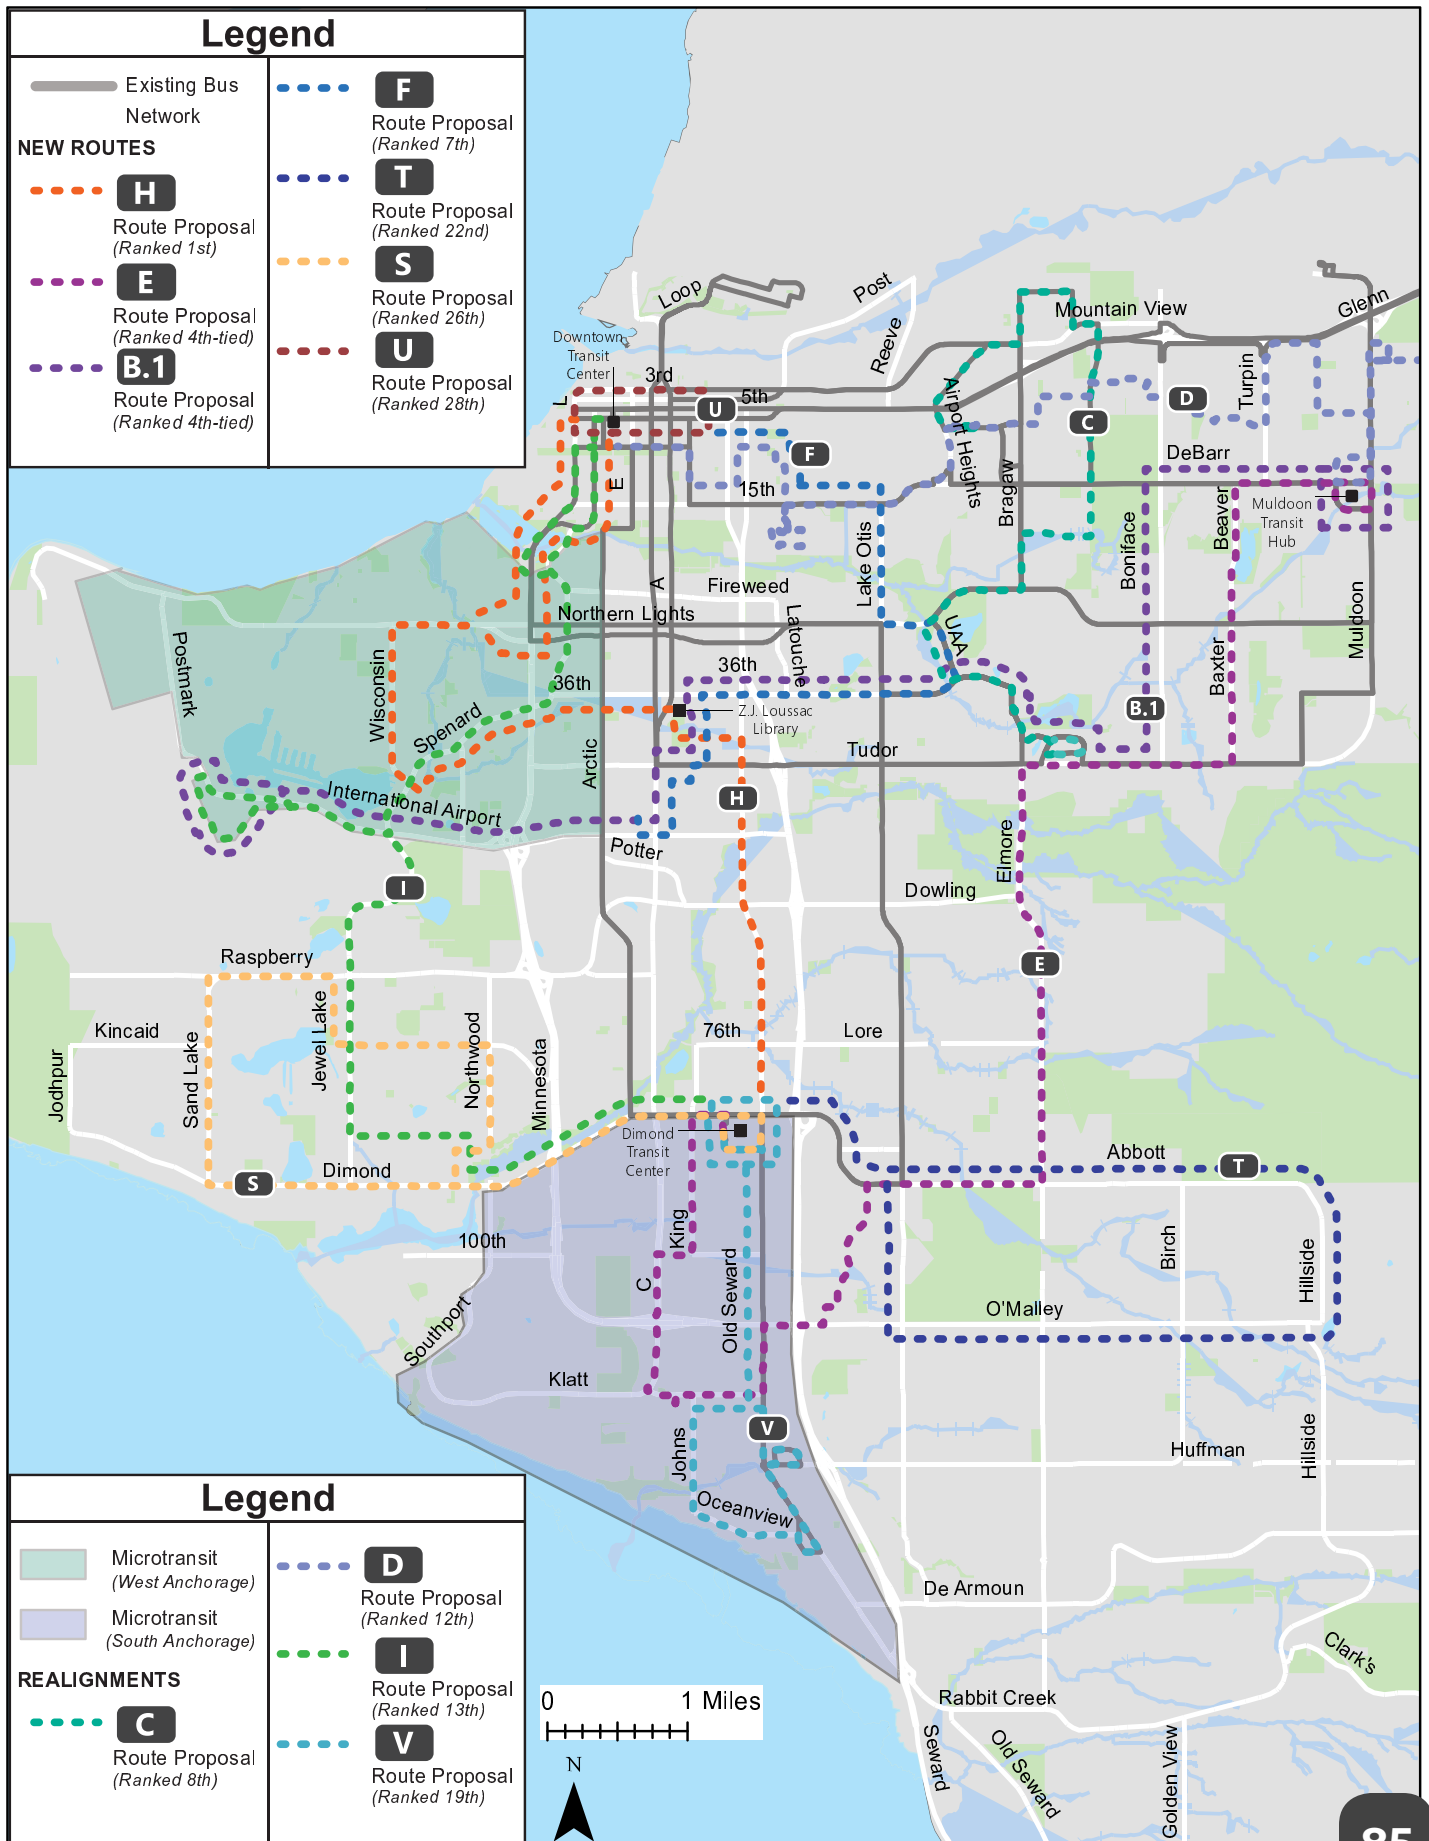 Legend
Existing Bus
Network
NEW ROUTES
H
Route Proposal
(Ranked 1st)
E
Route Proposal
(Ranked 4th-tied)
B.1
Route Proposal
(Ranked 4th-tied)
F
Route Proposal
(Ranked 7th)
T
Route Proposal
(Ranked 22nd)
S
Route Proposal
(Ranked 26th)
U
Route Proposal
(Ranked 28th)
Loop
Post
Reeve
Mountain View
Glenn
Downtown
Transit
Center
3rd
5th
L
U
Airport Heights
C
D
Turpin
F
DeBarr
E
15th
Bragaw
Boniface
Beaver
Muldoon
Transit
Hub
Lake Otis
A
Fireweed
Northern Lights
Latouche
UAA
Postmark
Wisconsin
36th
36th
Baxter
Muldoon
Spenard
Z.J. Loussac
Library
B.1
Arctic
Tudor
International Airport
H
Potter
Elmore
I
Dowling
Raspberry
E
Kincaid
Jewel Lake
Northwood
76th
Lore
Jodhpur
Sand Lake
Minnesota
Dimond
Transit
Center
Abbott
T
S
Dimond
King
100th
Birch
Hillside
C
Old Seward
O'Malley
Southport
Klatt
V
Johns
Huffman
Hillside
Oceanview
De Armoun
Clark's
Rabbit Creek
Seward
Old Seward
Golden View
Legend
Microtransit
(West Anchorage)
Microtransit
(South Anchorage)
REALIGNMENTS
C
Route Proposal
(Ranked 8th)
D
Route Proposal
(Ranked 12th)
I
Route Proposal
(Ranked 13th)
V
Route Proposal
(Ranked 19th)
0 1 Miles
N
85